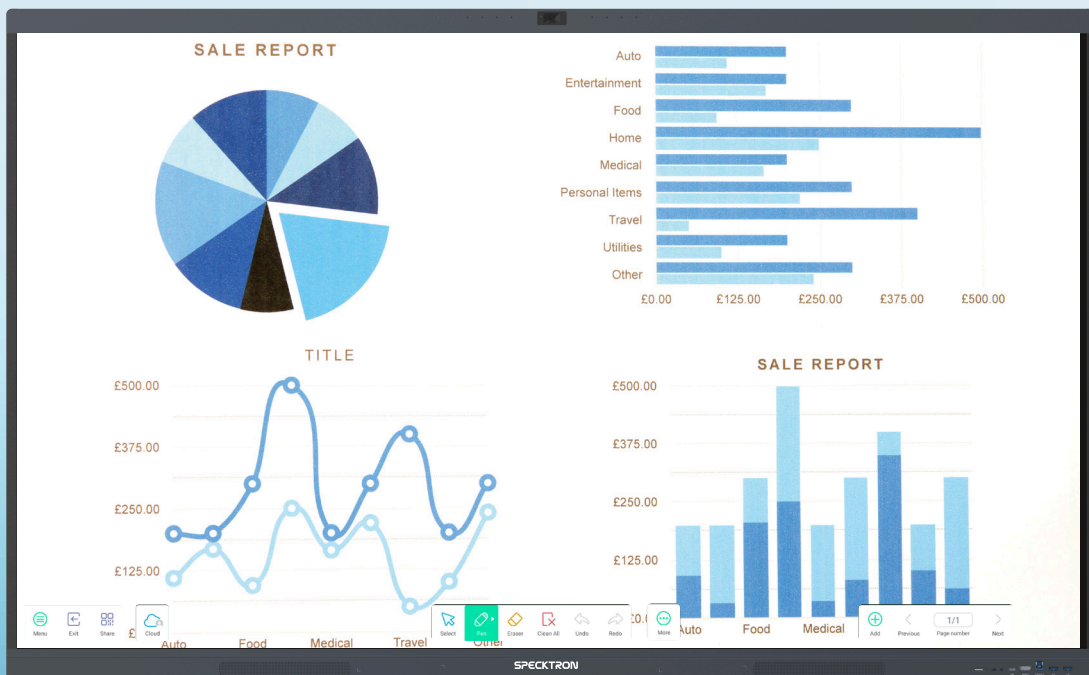 SALE REPORT
Auto
Entertainment
Food
Home
Medical
Personal Items
Travel
Utilities
Other
£0.00 £125.00 £250.00 £375.00 £500.00
TITLE
£500.00
£375.00
£250.00
£125.00
Auto Food Medical Travel Other
SALE REPORT
£500.00
£375.00
£250.00
£125.00
Auto Food Medical
Menu Exit Share Cloud
Select Pen Eraser Clean All Undo Redo
More
Add Previous 1/1 Page number Next
SPECKTRON